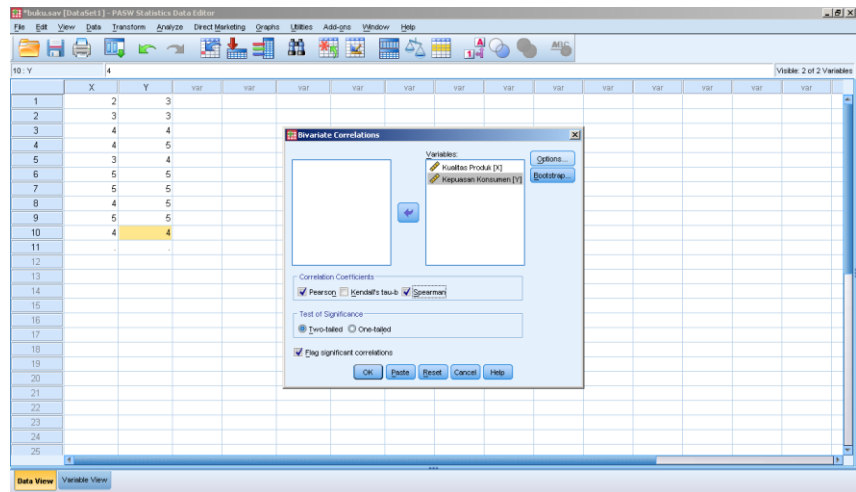 *buku.sav [DataSet1] - PASW Statistics Data Editor
File Edit View Data Transform Analyze Direct Marketing Graphs Utilities Add-ons Window Help
10 : Y 4 Visible: 2 of 2 Variables
X Y var var var var var var var var var var var
1 2 3
2 3 3
3 4 4
4 4 5
5 3 4
6 5 5
7 5 5
8 4 5
9 5 5
10 4 4
11 . .
12
13
14
15
16
17
18
19
20
21
22
23
24
25
Bivariate Correlations
Variables:
Kualitas Produk [X]
Kepuasan Konsumen [Y]
Options...
Bootstrap...
Correlation Coefficients
Pearson Kendall's tau-b Spearman
Test of Significance
Two-tailed One-tailed
Flag significant correlations
OK Paste Reset Cancel Help
Data View Variable View